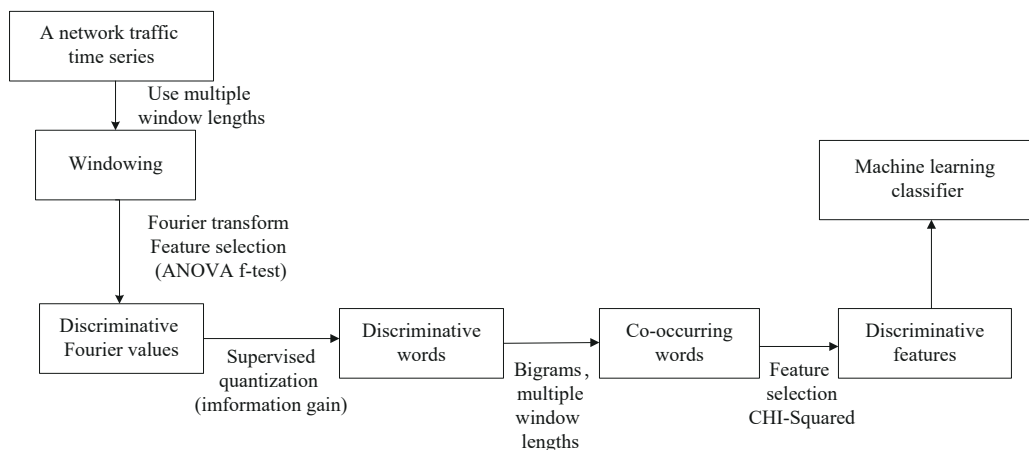 A network traffic
time series
Use multiple
window lengths
Windowing
Fourier transform
Feature selection
(ANOVA f-test)
Discriminative
Fourier values
Supervised
quantization
(imformation gain)
Discriminative
words
Bigrams,
multiple
window
lengths
Co-occurring
words
Feature
selection
CHI-Squared
Discriminative
features
Machine learning
classifier